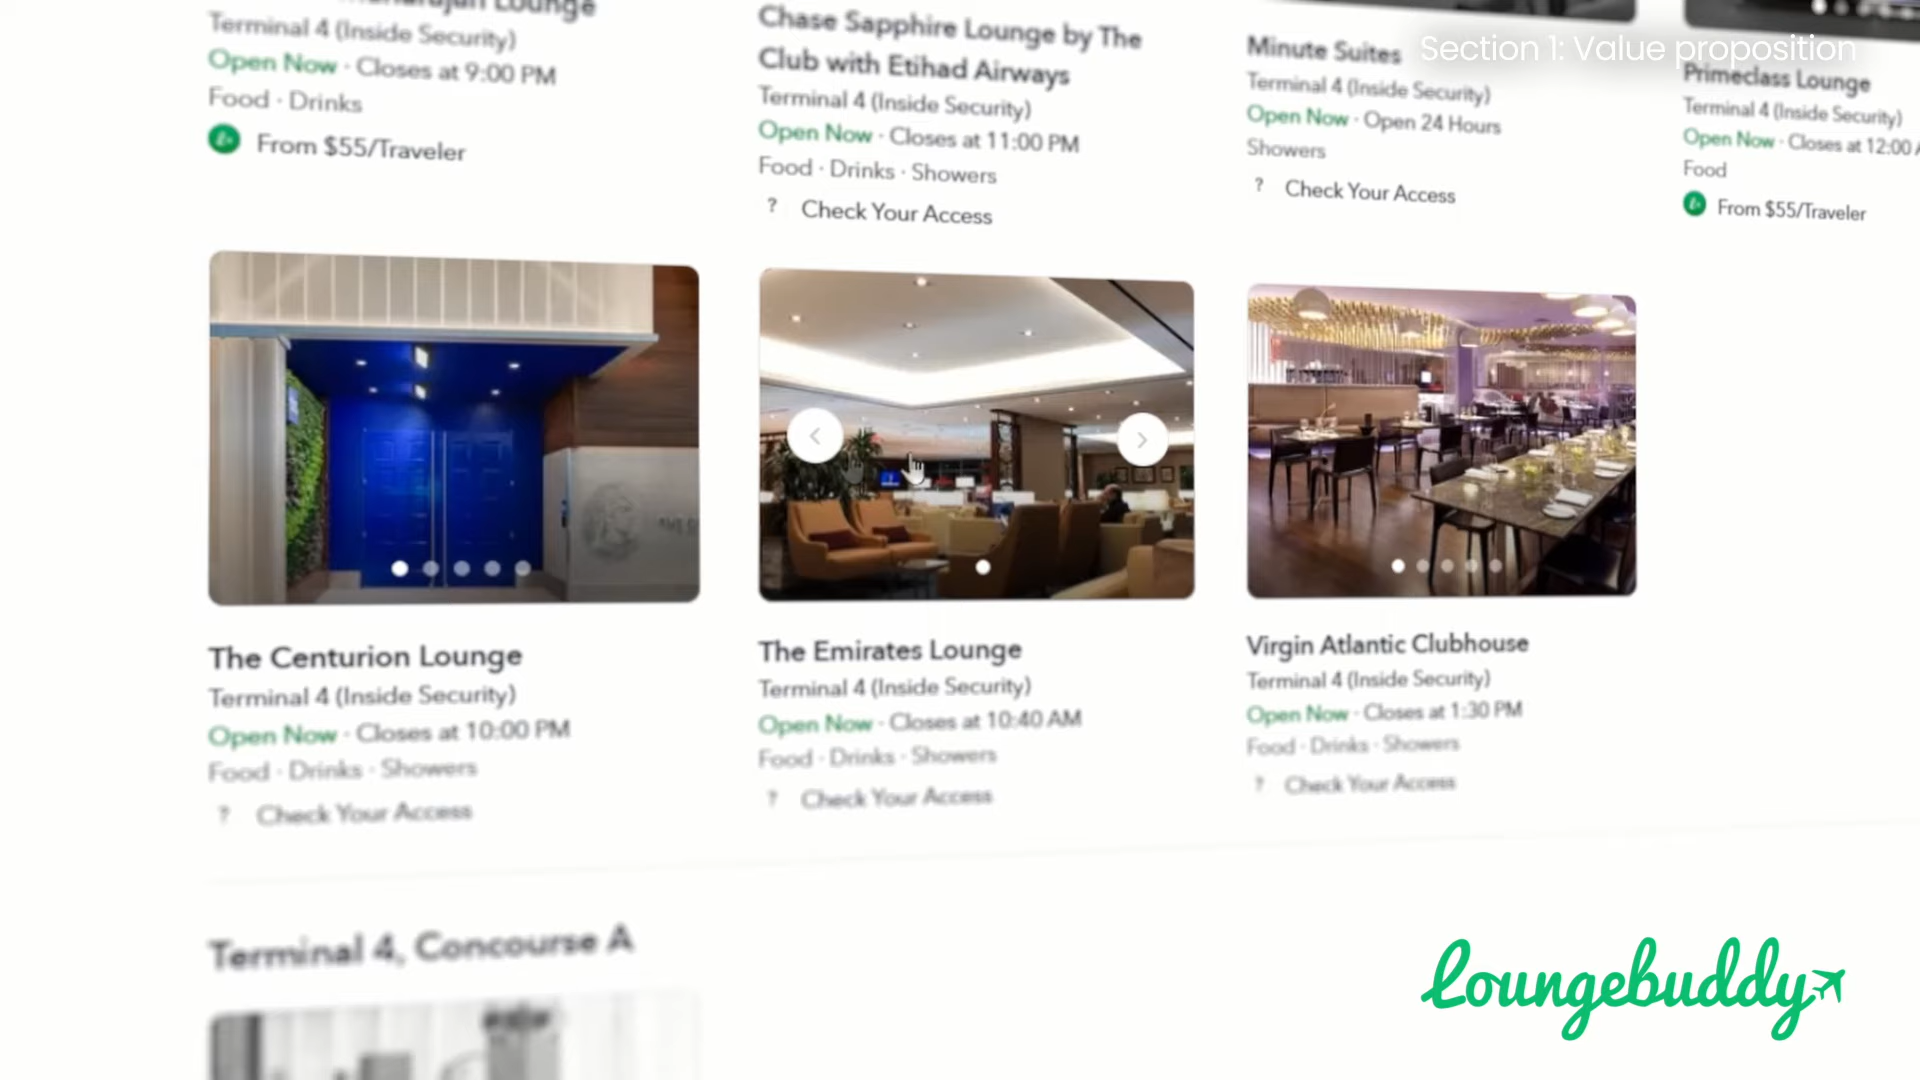 Lounge
Terminal 4 (Inside Security)
Open Now · Closes at 9:00 PM
Food · Drinks
From $55/Traveler
Chase Sapphire Lounge by The
Club with Etihad Airways
Terminal 4 (Inside Security)
Open Now · Closes at 11:00 PM
Food · Drinks · Showers
? Check Your Access
Minute Suites
Terminal 4 (Inside Security)
Open Now · Open 24 Hours
Showers
? Check Your Access
Section 1: Value proposition
Primeclass Lounge
Terminal 4 (Inside Security)
Open Now · Closes at 12:00
Food
From $55/Traveler
The Centurion Lounge
Terminal 4 (Inside Security)
Open Now · Closes at 10:00 PM
Food · Drinks · Showers
? Check Your Access
The Emirates Lounge
Terminal 4 (Inside Security)
Open Now · Closes at 10:40 AM
Food · Drinks · Showers
? Check Your Access
Virgin Atlantic Clubhouse
Terminal 4 (Inside Security)
Open Now · Closes at 1:30 PM
Food · Drinks · Showers
? Check Your Access
Terminal 4, Concourse A
loungebuddy